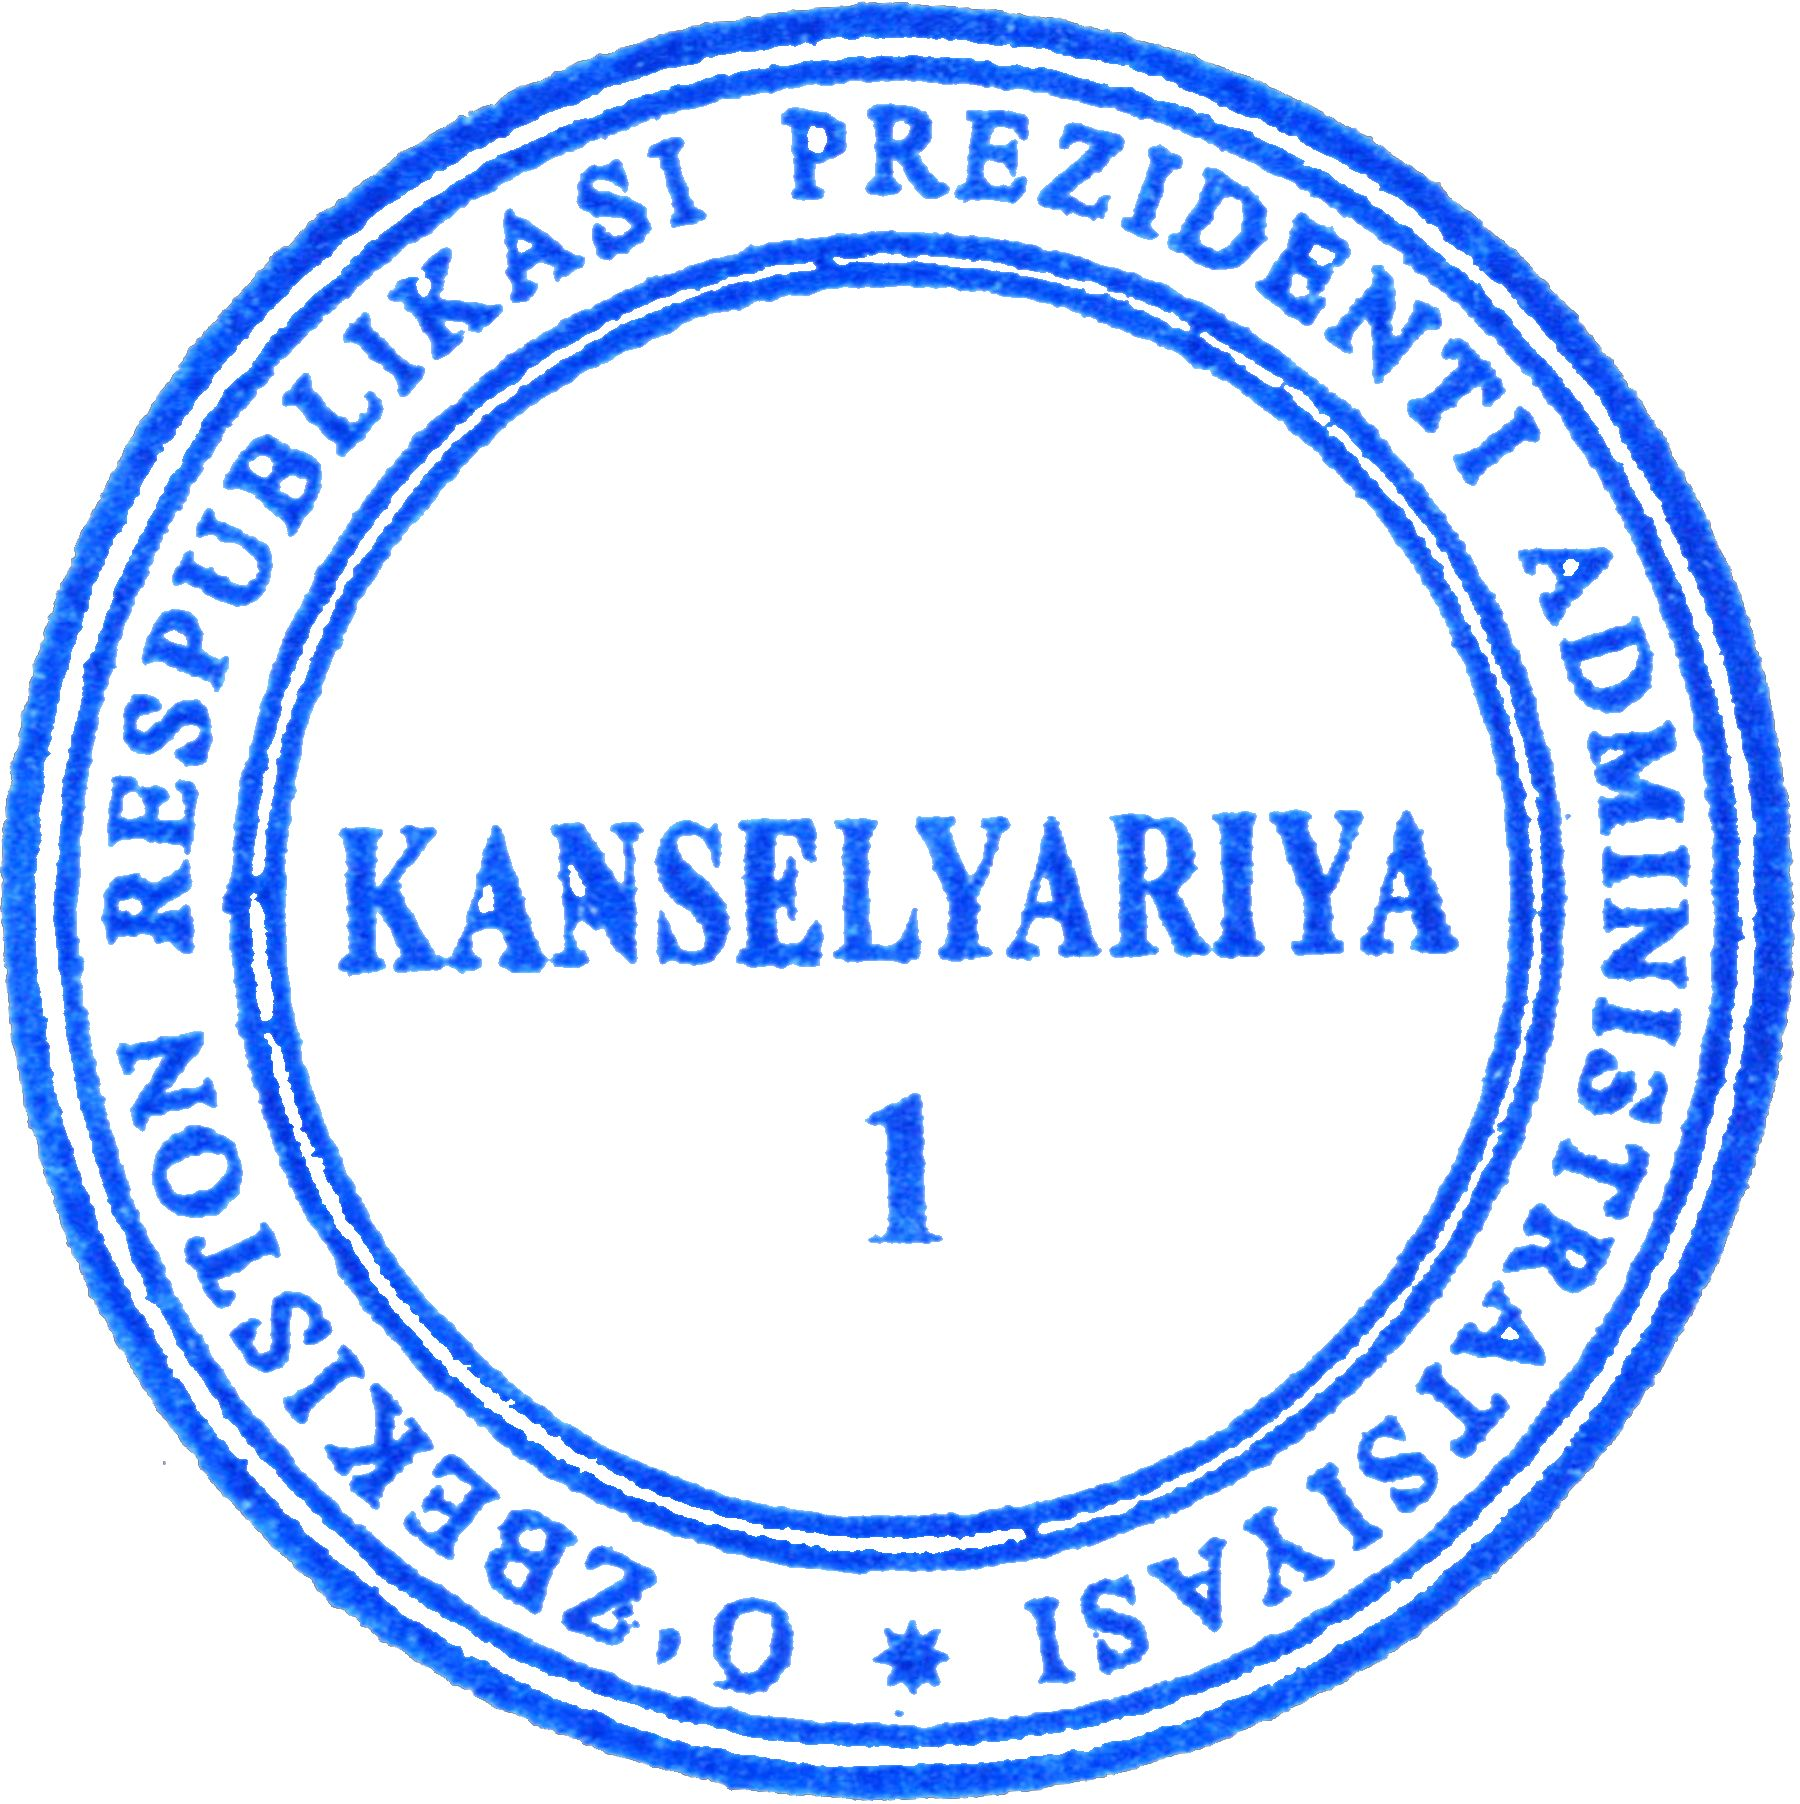 O'ZBEKISTON RESPUBLIKASI PREZIDENTI ADMINISTRATSIYASI
KANSELYARIYA
1